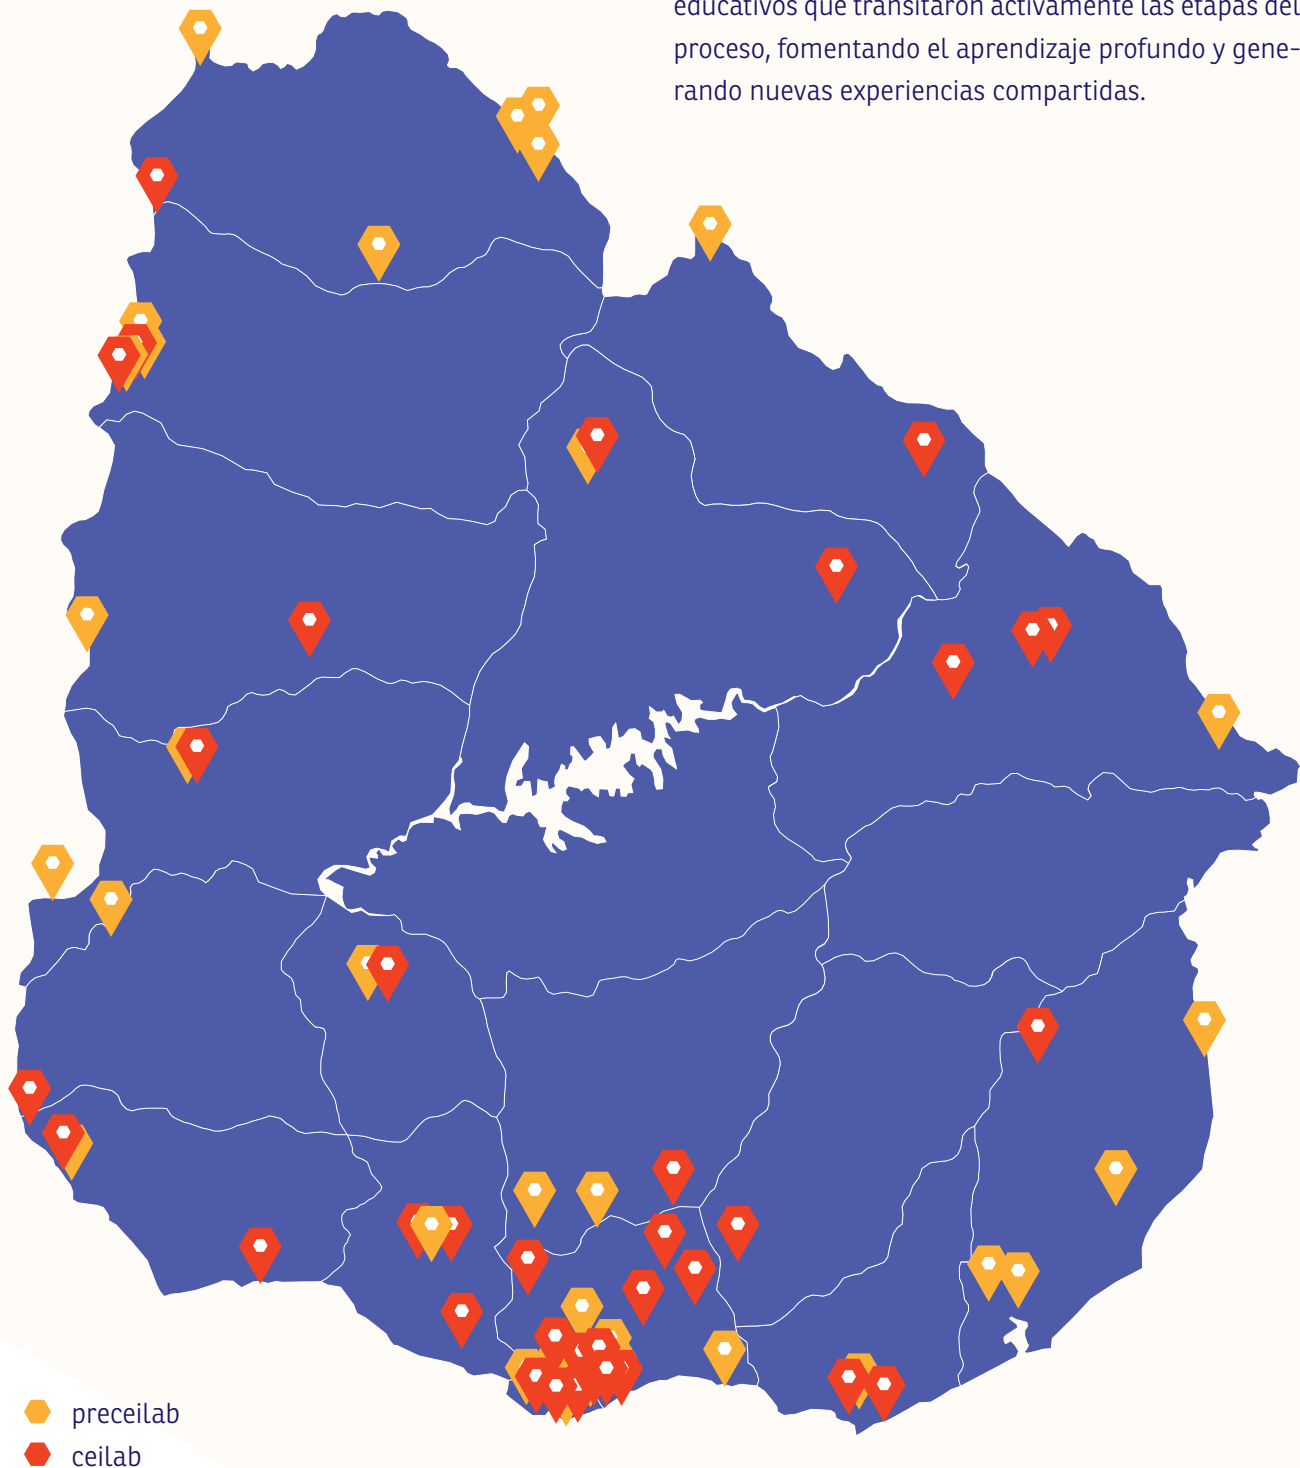 educativos que transitaron activamente las etapas del
proceso, fomentando el aprendizaje profundo y gene-
rando nuevas experiencias compartidas.
preceilab
ceilab